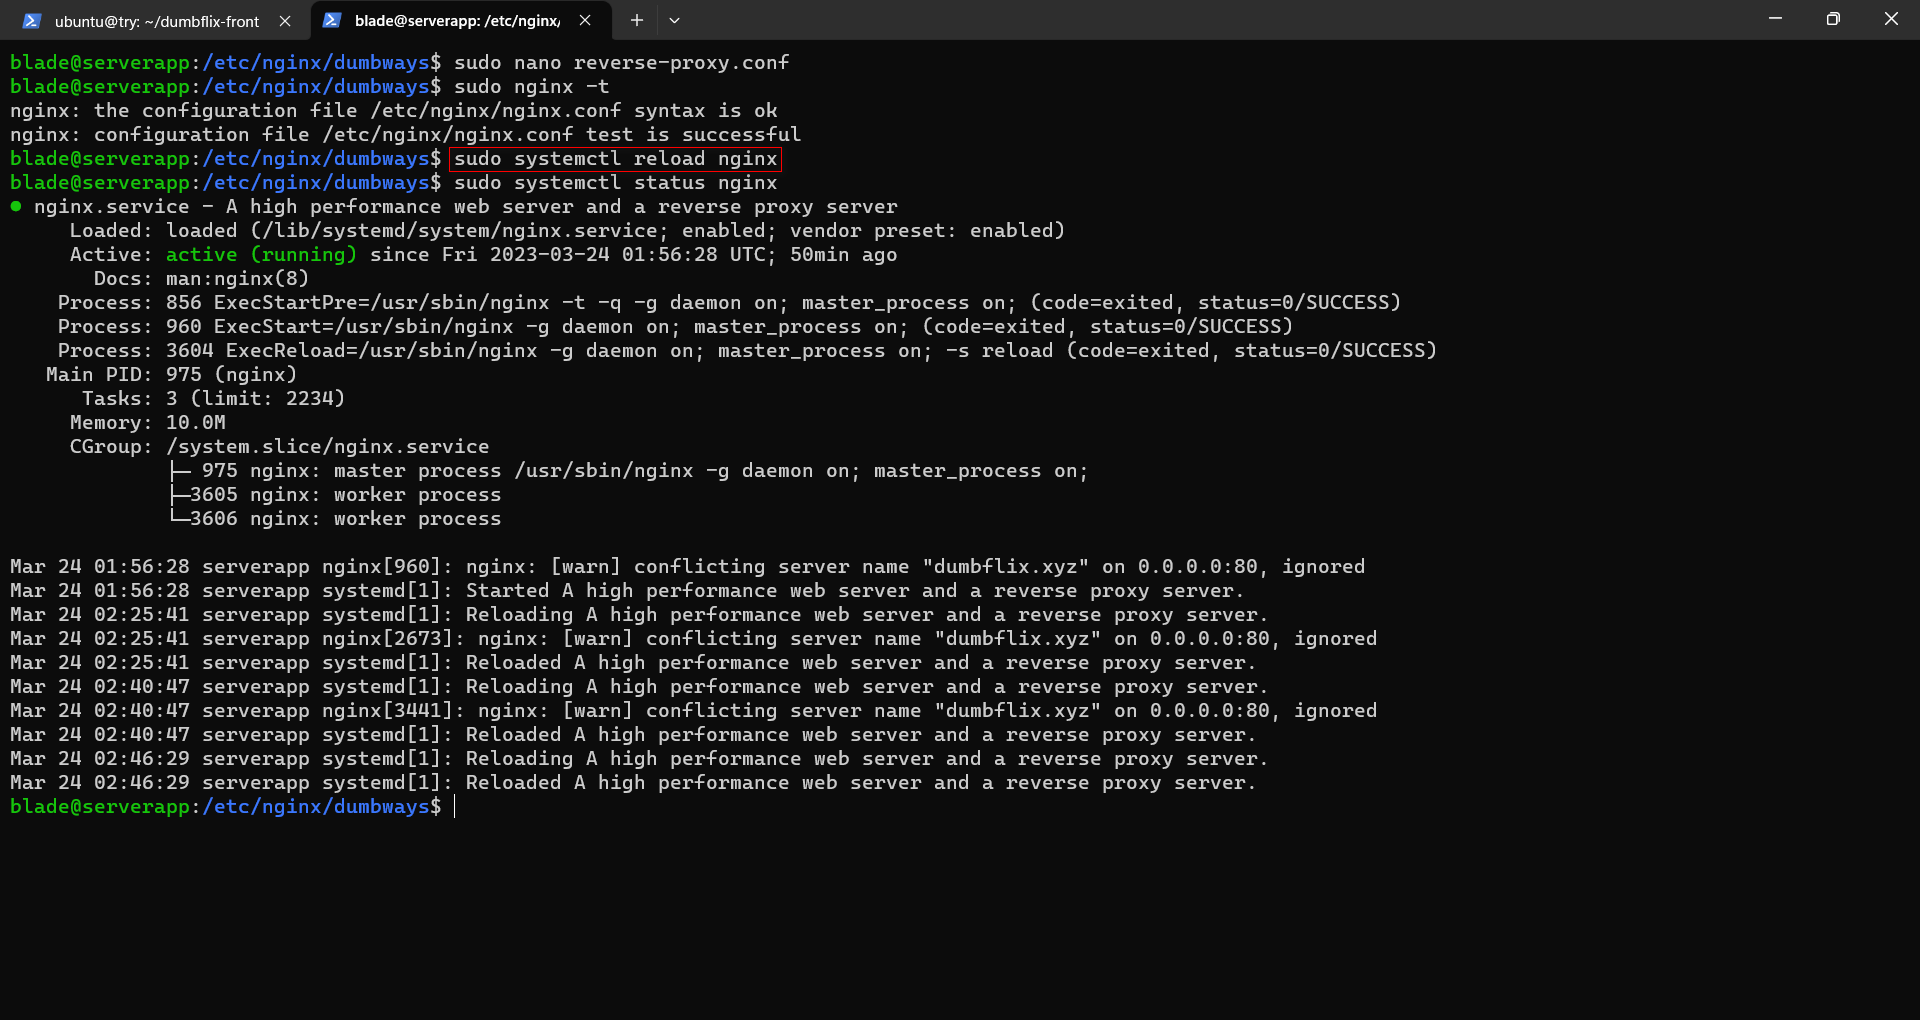 ubuntu@try: ~/dumbflix-front
blade@serverapp: /etc/nginx/
blade@serverapp:/etc/nginx/dumbways$ sudo nano reverse-proxy.conf
blade@serverapp:/etc/nginx/dumbways$ sudo nginx -t
nginx: the configuration file /etc/nginx/nginx.conf syntax is ok
nginx: configuration file /etc/nginx/nginx.conf test is successful
blade@serverapp:/etc/nginx/dumbways$ sudo systemctl reload nginx
blade@serverapp:/etc/nginx/dumbways$ sudo systemctl status nginx
● nginx.service - A high performance web server and a reverse proxy server
     Loaded: loaded (/lib/systemd/system/nginx.service; enabled; vendor preset: enabled)
     Active: active (running) since Fri 2023-03-24 01:56:28 UTC; 50min ago
       Docs: man:nginx(8)
    Process: 856 ExecStartPre=/usr/sbin/nginx -t -q -g daemon on; master_process on; (code=exited, status=0/SUCCESS)
    Process: 960 ExecStart=/usr/sbin/nginx -g daemon on; master_process on; (code=exited, status=0/SUCCESS)
    Process: 3604 ExecReload=/usr/sbin/nginx -g daemon on; master_process on; -s reload (code=exited, status=0/SUCCESS)
   Main PID: 975 (nginx)
      Tasks: 3 (limit: 2234)
     Memory: 10.0M
     CGroup: /system.slice/nginx.service
             ├─ 975 nginx: master process /usr/sbin/nginx -g daemon on; master_process on;
             ├─3605 nginx: worker process
             └─3606 nginx: worker process
Mar 24 01:56:28 serverapp nginx[960]: nginx: [warn] conflicting server name "dumbflix.xyz" on 0.0.0.0:80, ignored
Mar 24 01:56:28 serverapp systemd[1]: Started A high performance web server and a reverse proxy server.
Mar 24 02:25:41 serverapp systemd[1]: Reloading A high performance web server and a reverse proxy server.
Mar 24 02:25:41 serverapp nginx[2673]: nginx: [warn] conflicting server name "dumbflix.xyz" on 0.0.0.0:80, ignored
Mar 24 02:25:41 serverapp systemd[1]: Reloaded A high performance web server and a reverse proxy server.
Mar 24 02:40:47 serverapp systemd[1]: Reloading A high performance web server and a reverse proxy server.
Mar 24 02:40:47 serverapp nginx[3441]: nginx: [warn] conflicting server name "dumbflix.xyz" on 0.0.0.0:80, ignored
Mar 24 02:40:47 serverapp systemd[1]: Reloaded A high performance web server and a reverse proxy server.
Mar 24 02:46:29 serverapp systemd[1]: Reloading A high performance web server and a reverse proxy server.
Mar 24 02:46:29 serverapp systemd[1]: Reloaded A high performance web server and a reverse proxy server.
blade@serverapp:/etc/nginx/dumbways$